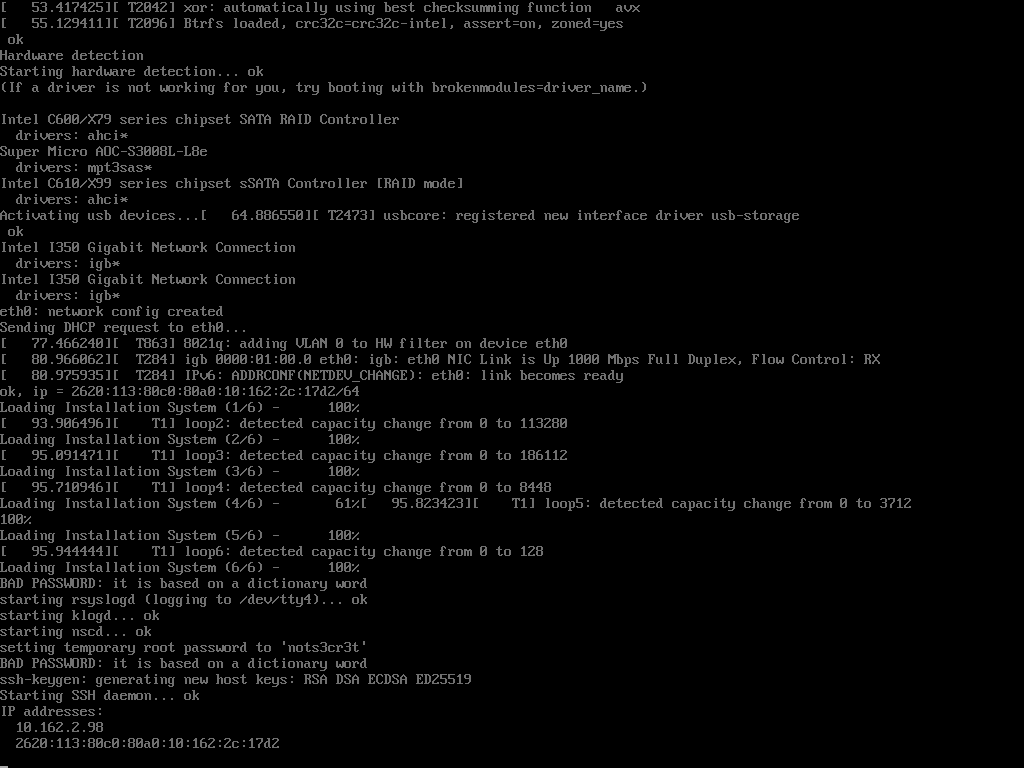 [   53.417425][ T2042] xor: automatically using best checksumming function   avx
[   55.129411][ T2096] Btrfs loaded, crc32c=crc32c-intel, assert=on, zoned=yes
 ok
Hardware detection
Starting hardware detection... ok
(If a driver is not working for you, try booting with brokenmodules=driver_name.)

Intel C600/X79 series chipset SATA RAID Controller
  drivers: ahci*
Super Micro AOC-S3008L-L8e
  drivers: mpt3sas*
Intel C610/X99 series chipset sSATA Controller [RAID mode]
  drivers: ahci*
Activating usb devices...[   64.886550][ T2473] usbcore: registered new interface driver usb-storage
 ok
Intel I350 Gigabit Network Connection
  drivers: igb*
Intel I350 Gigabit Network Connection
  drivers: igb*
eth0: network config created
Sending DHCP request to eth0...
[   77.466240][  T863] 8021q: adding VLAN 0 to HW filter on device eth0
[   80.966062][  T284] igb 0000:01:00.0 eth0: igb: eth0 NIC Link is Up 1000 Mbps Full Duplex, Flow Control: RX
[   80.975935][  T284] IPv6: ADDRCONF(NETDEV_CHANGE): eth0: link becomes ready
ok, ip = 2620:113:80c0:80a0:10:162:2c:17d2/64
Loading Installation System (1/6) -      100%
[   93.906496][    T1] loop2: detected capacity change from 0 to 113280
Loading Installation System (2/6) -      100%
[   95.091471][    T1] loop3: detected capacity change from 0 to 186112
Loading Installation System (3/6) -      100%
[   95.710946][    T1] loop4: detected capacity change from 0 to 8448
Loading Installation System (4/6) -       61%[   95.823423][    T1] loop5: detected capacity change from 0 to 3712
100%
Loading Installation System (5/6) -      100%
[   95.944444][    T1] loop6: detected capacity change from 0 to 128
Loading Installation System (6/6) -      100%
BAD PASSWORD: it is based on a dictionary word
starting rsyslogd (logging to /dev/tty4)... ok
starting klogd... ok
starting nscd... ok
setting temporary root password to 'nots3cr3t'
BAD PASSWORD: it is based on a dictionary word
ssh-keygen: generating new host keys: RSA DSA ECDSA ED25519
Starting SSH daemon... ok
IP addresses:
  10.162.2.98
  2620:113:80c0:80a0:10:162:2c:17d2